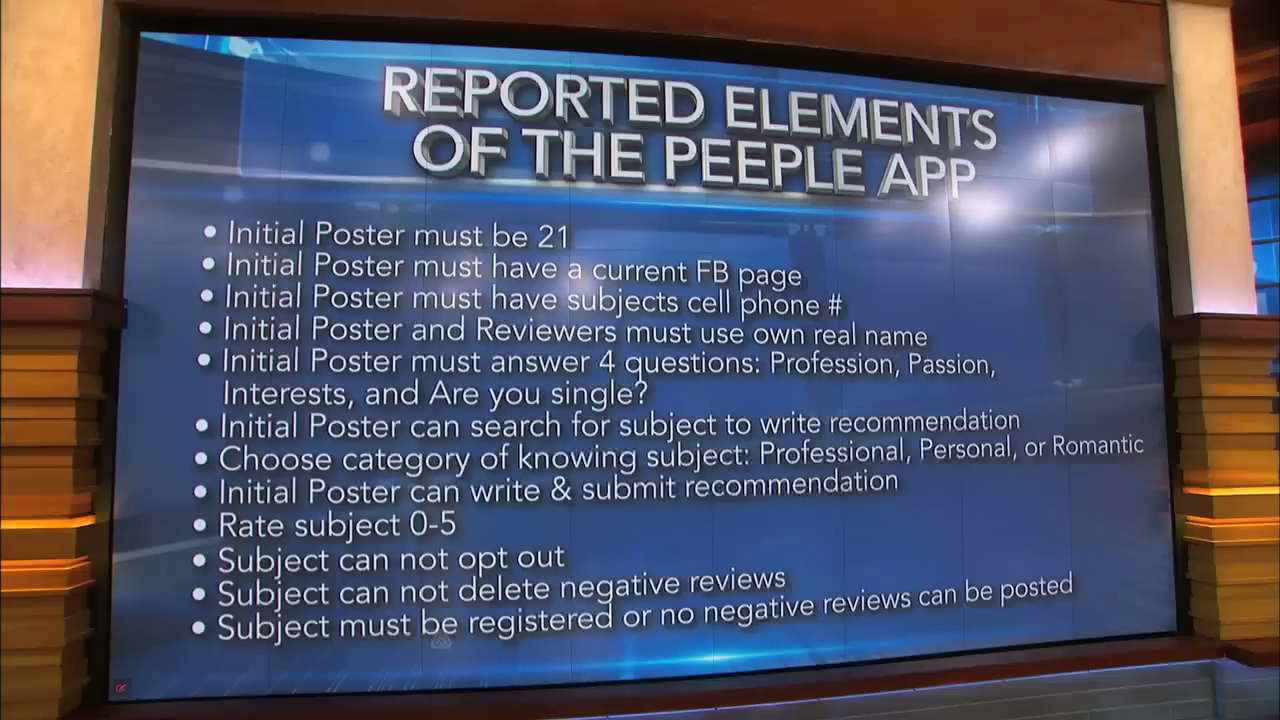 REPORTED ELEMENTS
OF THE PEEPLE APP
• Initial Poster must be 21
• Initial Poster must have a current FB page
• Initial Poster must have subjects cell phone #
• Initial Poster and Reviewers must use own real name
• Initial Poster must answer 4 questions: Profession, Passion,
Interests, and Are you single?
• Initial Poster can search for subject to write recommendation
• Choose category of knowing subject: Professional, Personal, or Romantic
• Initial Poster can write & submit recommendation
• Rate subject 0-5
• Subject can not opt out
• Subject can not delete negative reviews
• Subject must be registered or no negative reviews can be posted